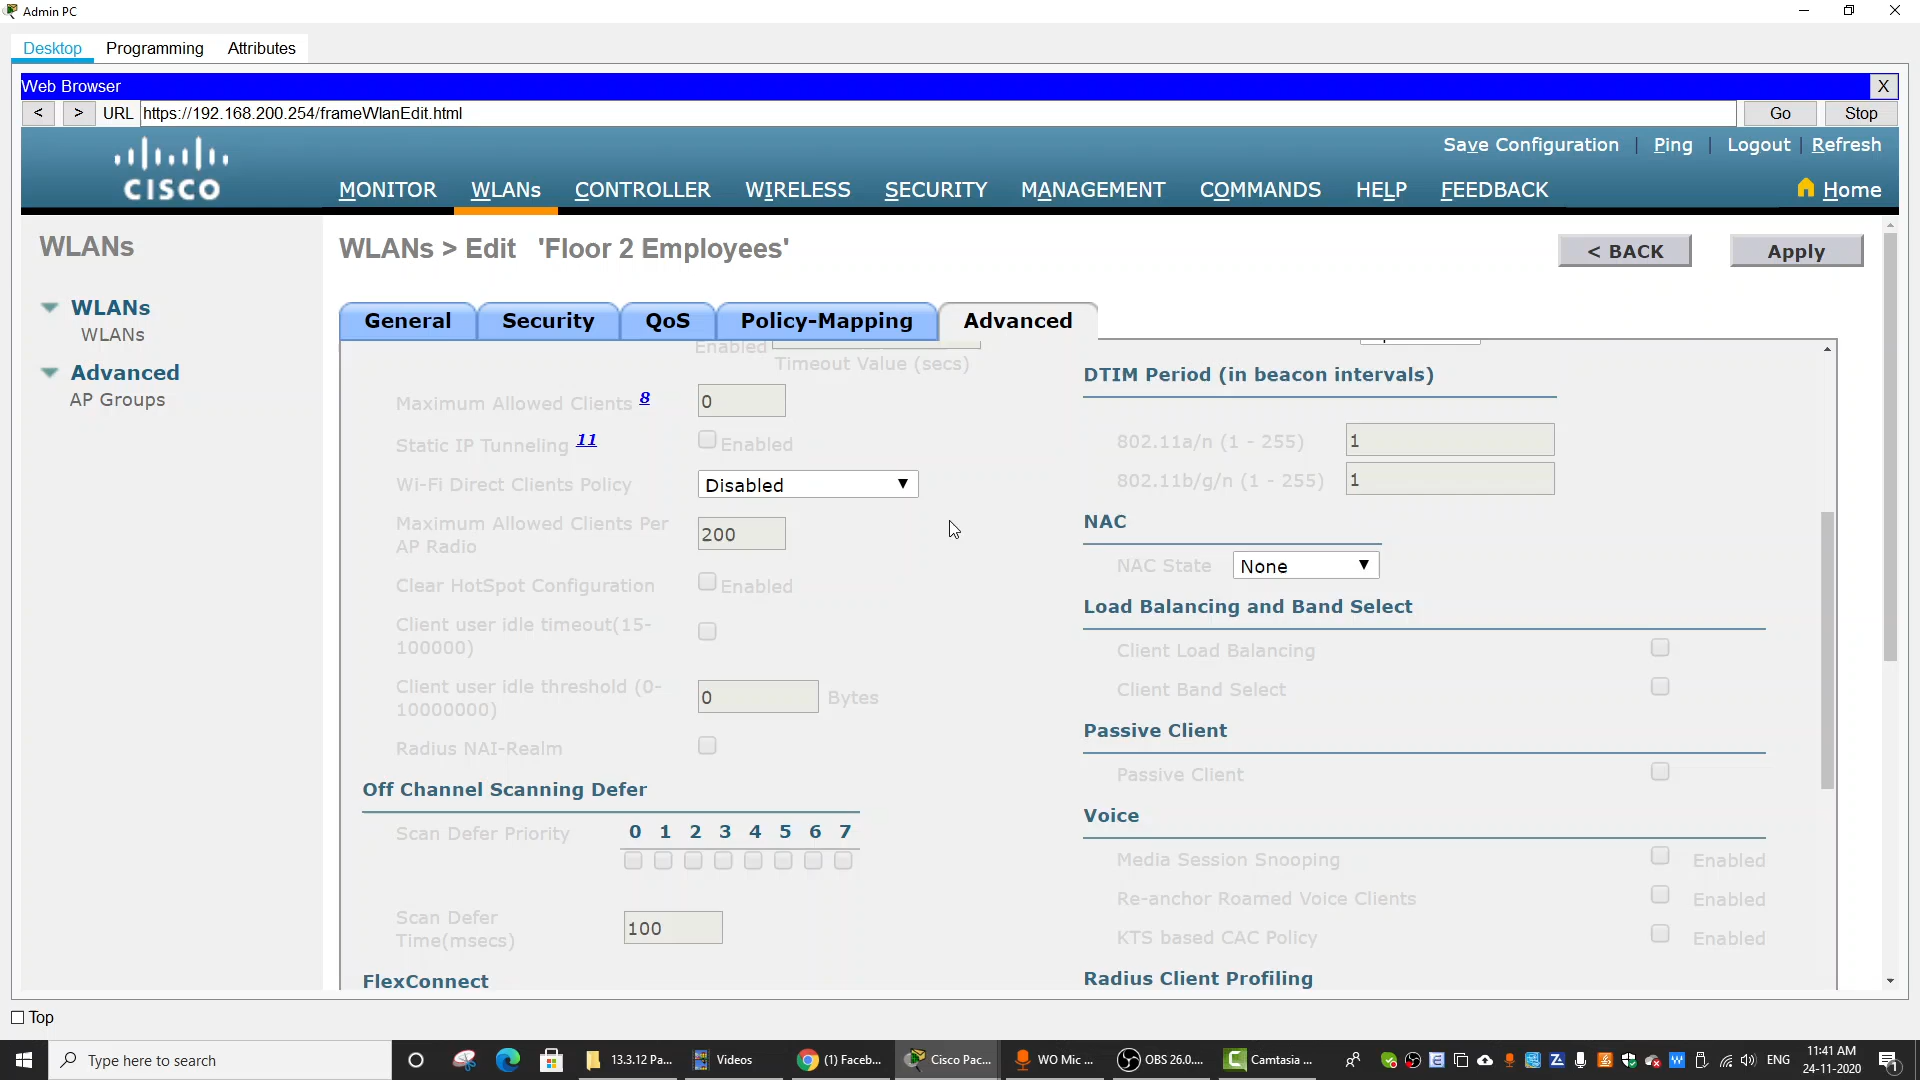 Admin PC
Desktop Programming Attributes
Web Browser X
< > URL https://192.168.200.254/frameWlanEdit.html Go Stop
Save Configuration | Ping | Logout | Refresh
CISCO MONITOR WLANs CONTROLLER WIRELESS SECURITY MANAGEMENT COMMANDS HELP FEEDBACK Home
WLANs
WLANs
WLANs
Advanced
AP Groups
WLANs > Edit 'Floor 2 Employees' < BACK Apply
General Security QoS Policy-Mapping Advanced
Enabled
Timeout Value (secs)
Maximum Allowed Clients 8 0
Static IP Tunneling 11 Enabled
Wi-Fi Direct Clients Policy Disabled
Maximum Allowed Clients Per
AP Radio
200
Clear HotSpot Configuration Enabled
Client user idle timeout(15-
100000)
Client user idle threshold (0-
10000000)
0 Bytes
Radius NAI-Realm
Off Channel Scanning Defer
Scan Defer Priority 0 1 2 3 4 5 6 7
Scan Defer
Time(msecs)
100
FlexConnect
DTIM Period (in beacon intervals)
802.11a/n (1 - 255) 1
802.11b/g/n (1 - 255) 1
NAC
NAC State None
Load Balancing and Band Select
Client Load Balancing
Client Band Select
Passive Client
Passive Client
Voice
Media Session Snooping Enabled
Re-anchor Roamed Voice Clients Enabled
KTS based CAC Policy Enabled
Radius Client Profiling
Top
Type here to search
13.3.12 Pa... Videos (1) Faceb... Cisco Pac... WO Mic ... OBS 26.0.... Camtasia ...
ENG
11:41 AM
24-11-2020
1